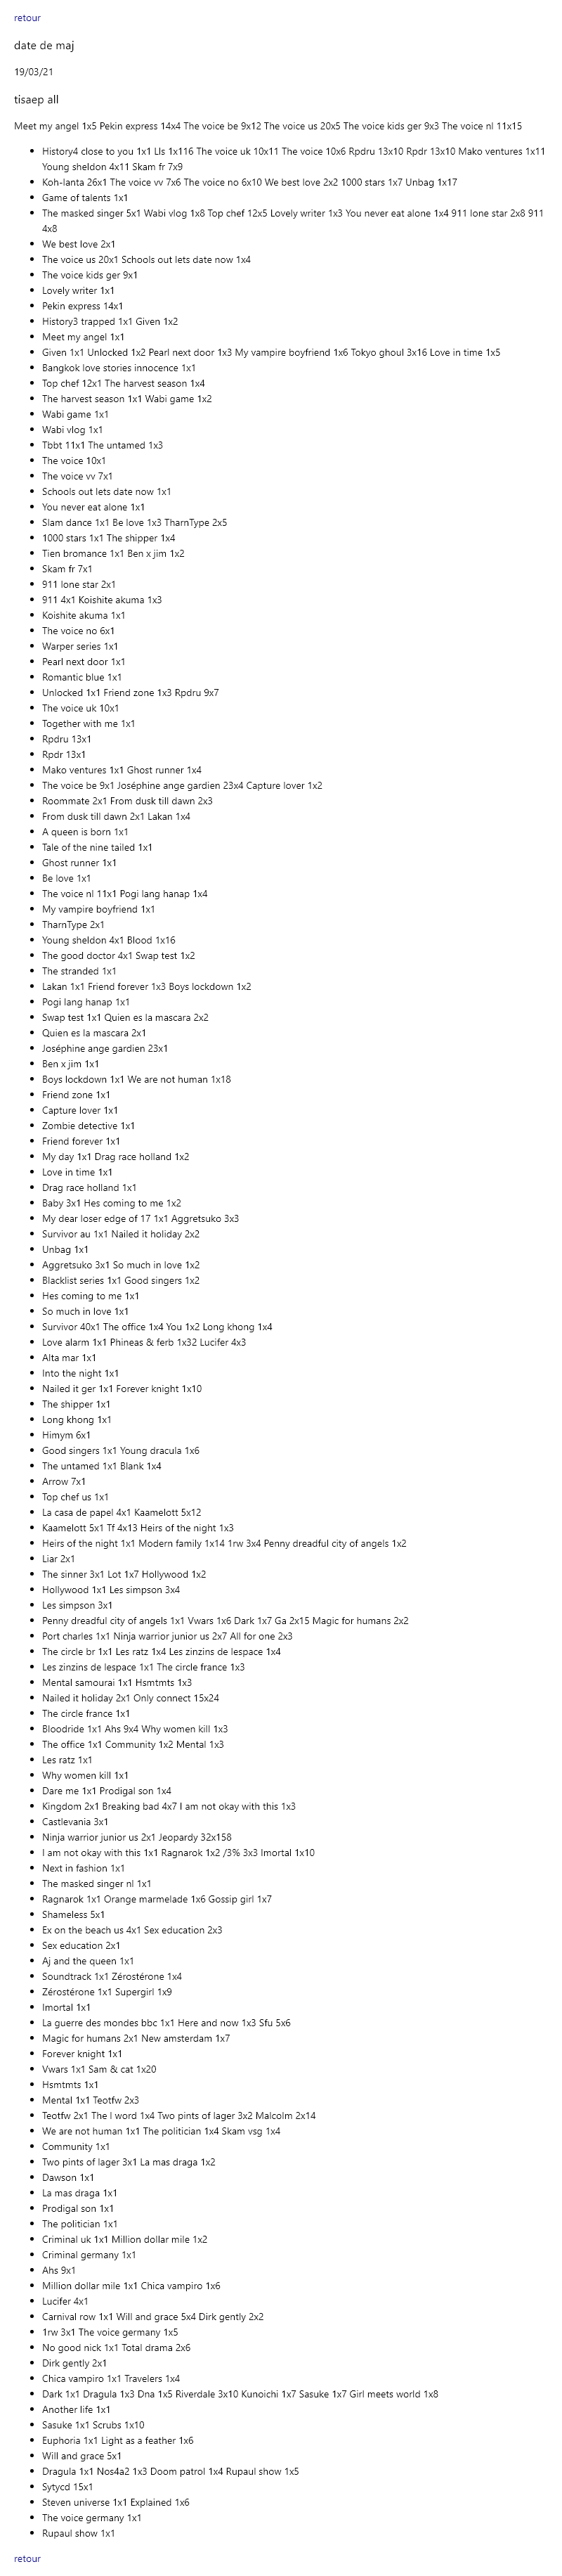 retour
date de maj
19/03/21
tisaep all
Meet my angel 1x5 Pekin express 14x4 The voice be 9x12 The voice us 20x5 The voice kids ger 9x3 The voice nl 11x15
History4 close to you 1x1 Lls 1x116 The voice uk 10x11 The voice 10x6 Rpdru 13x10 Rpdr 13x10 Mako ventures 1x11
Young sheldon 4x11 Skam fr 7x9
Koh-lanta 26x1 The voice vv 7x6 The voice no 6x10 We best love 2x2 1000 stars 1x7 Unbag 1x17
Game of talents 1x1
The masked singer 5x1 Wabi vlog 1x8 Top chef 12x5 Lovely writer 1x3 You never eat alone 1x4 911 lone star 2x8 911
4x8
We best love 2x1
The voice us 20x1 Schools out lets date now 1x4
The voice kids ger 9x1
Lovely writer 1x1
Pekin express 14x1
History3 trapped 1x1 Given 1x2
Meet my angel 1x1
Given 1x1 Unlocked 1x2 Pearl next door 1x3 My vampire boyfriend 1x6 Tokyo ghoul 3x16 Love in time 1x5
Bangkok love stories innocence 1x1
Top chef 12x1 The harvest season 1x4
The harvest season 1x1 Wabi game 1x2
Wabi game 1x1
Wabi vlog 1x1
Tbbt 11x1 The untamed 1x3
The voice 10x1
The voice vv 7x1
Schools out lets date now 1x1
You never eat alone 1x1
Slam dance 1x1 Be love 1x3 TharnType 2x5
1000 stars 1x1 The shipper 1x4
Tien bromance 1x1 Ben x jim 1x2
Skam fr 7x1
911 lone star 2x1
911 4x1 Koishite akuma 1x3
Koishite akuma 1x1
The voice no 6x1
Warper series 1x1
Pearl next door 1x1
Romantic blue 1x1
Unlocked 1x1 Friend zone 1x3 Rpdru 9x7
The voice uk 10x1
Together with me 1x1
Rpdru 13x1
Rpdr 13x1
Mako ventures 1x1 Ghost runner 1x4
The voice be 9x1 Joséphine ange gardien 23x4 Capture lover 1x2
Roommate 2x1 From dusk till dawn 2x3
From dusk till dawn 2x1 Lakan 1x4
A queen is born 1x1
Tale of the nine tailed 1x1
Ghost runner 1x1
Be love 1x1
The voice nl 11x1 Pogi lang hanap 1x4
My vampire boyfriend 1x1
TharnType 2x1
Young sheldon 4x1 Blood 1x16
The good doctor 4x1 Swap test 1x2
The stranded 1x1
Lakan 1x1 Friend forever 1x3 Boys lockdown 1x2
Pogi lang hanap 1x1
Swap test 1x1 Quien es la mascara 2x2
Quien es la mascara 2x1
Joséphine ange gardien 23x1
Ben x jim 1x1
Boys lockdown 1x1 We are not human 1x18
Friend zone 1x1
Capture lover 1x1
Zombie detective 1x1
Friend forever 1x1
My day 1x1 Drag race holland 1x2
Love in time 1x1
Drag race holland 1x1
Baby 3x1 Hes coming to me 1x2
My dear loser edge of 17 1x1 Aggretsuko 3x3
Survivor au 1x1 Nailed it holiday 2x2
Unbag 1x1
Aggretsuko 3x1 So much in love 1x2
Blacklist series 1x1 Good singers 1x2
Hes coming to me 1x1
So much in love 1x1
Survivor 40x1 The office 1x4 You 1x2 Long khong 1x4
Love alarm 1x1 Phineas & ferb 1x32 Lucifer 4x3
Alta mar 1x1
Into the night 1x1
Nailed it ger 1x1 Forever knight 1x10
The shipper 1x1
Long khong 1x1
Himym 6x1
Good singers 1x1 Young dracula 1x6
The untamed 1x1 Blank 1x4
Arrow 7x1
Top chef us 1x1
La casa de papel 4x1 Kaamelott 5x12
Kaamelott 5x1 Tf 4x13 Heirs of the night 1x3
Heirs of the night 1x1 Modern family 1x14 1rw 3x4 Penny dreadful city of angels 1x2
Liar 2x1
The sinner 3x1 Lot 1x7 Hollywood 1x2
Hollywood 1x1 Les simpson 3x4
Les simpson 3x1
Penny dreadful city of angels 1x1 Vwars 1x6 Dark 1x7 Ga 2x15 Magic for humans 2x2
Port charles 1x1 Ninja warrior junior us 2x7 All for one 2x3
The circle br 1x1 Les ratz 1x4 Les zinzins de lespace 1x4
Les zinzins de lespace 1x1 The circle france 1x3
Mental samourai 1x1 Hsmtmts 1x3
Nailed it holiday 2x1 Only connect 15x24
The circle france 1x1
Bloodride 1x1 Ahs 9x4 Why women kill 1x3
The office 1x1 Community 1x2 Mental 1x3
Les ratz 1x1
Why women kill 1x1
Dare me 1x1 Prodigal son 1x4
Kingdom 2x1 Breaking bad 4x7 I am not okay with this 1x3
Castlevania 3x1
Ninja warrior junior us 2x1 Jeopardy 32x158
I am not okay with this 1x1 Ragnarok 1x2 /3% 3x3 Imortal 1x10
Next in fashion 1x1
The masked singer nl 1x1
Ragnarok 1x1 Orange marmelade 1x6 Gossip girl 1x7
Shameless 5x1
Ex on the beach us 4x1 Sex education 2x3
Sex education 2x1
Aj and the queen 1x1
Soundtrack 1x1 Zérostérone 1x4
Zérostérone 1x1 Supergirl 1x9
Imortal 1x1
La guerre des mondes bbc 1x1 Here and now 1x3 Sfu 5x6
Magic for humans 2x1 New amsterdam 1x7
Forever knight 1x1
Vwars 1x1 Sam & cat 1x20
Hsmtmts 1x1
Mental 1x1 Teotfw 2x3
Teotfw 2x1 The l word 1x4 Two pints of lager 3x2 Malcolm 2x14
We are not human 1x1 The politician 1x4 Skam vsg 1x4
Community 1x1
Two pints of lager 3x1 La mas draga 1x2
Dawson 1x1
La mas draga 1x1
Prodigal son 1x1
The politician 1x1
Criminal uk 1x1 Million dollar mile 1x2
Criminal germany 1x1
Ahs 9x1
Million dollar mile 1x1 Chica vampiro 1x6
Lucifer 4x1
Carnival row 1x1 Will and grace 5x4 Dirk gently 2x2
1rw 3x1 The voice germany 1x5
No good nick 1x1 Total drama 2x6
Dirk gently 2x1
Chica vampiro 1x1 Travelers 1x4
Dark 1x1 Dragula 1x3 Dna 1x5 Riverdale 3x10 Kunoichi 1x7 Sasuke 1x7 Girl meets world 1x8
Another life 1x1
Sasuke 1x1 Scrubs 1x10
Euphoria 1x1 Light as a feather 1x6
Will and grace 5x1
Dragula 1x1 Nos4a2 1x3 Doom patrol 1x4 Rupaul show 1x5
Sytycd 15x1
Steven universe 1x1 Explained 1x6
The voice germany 1x1
Rupaul show 1x1
retour